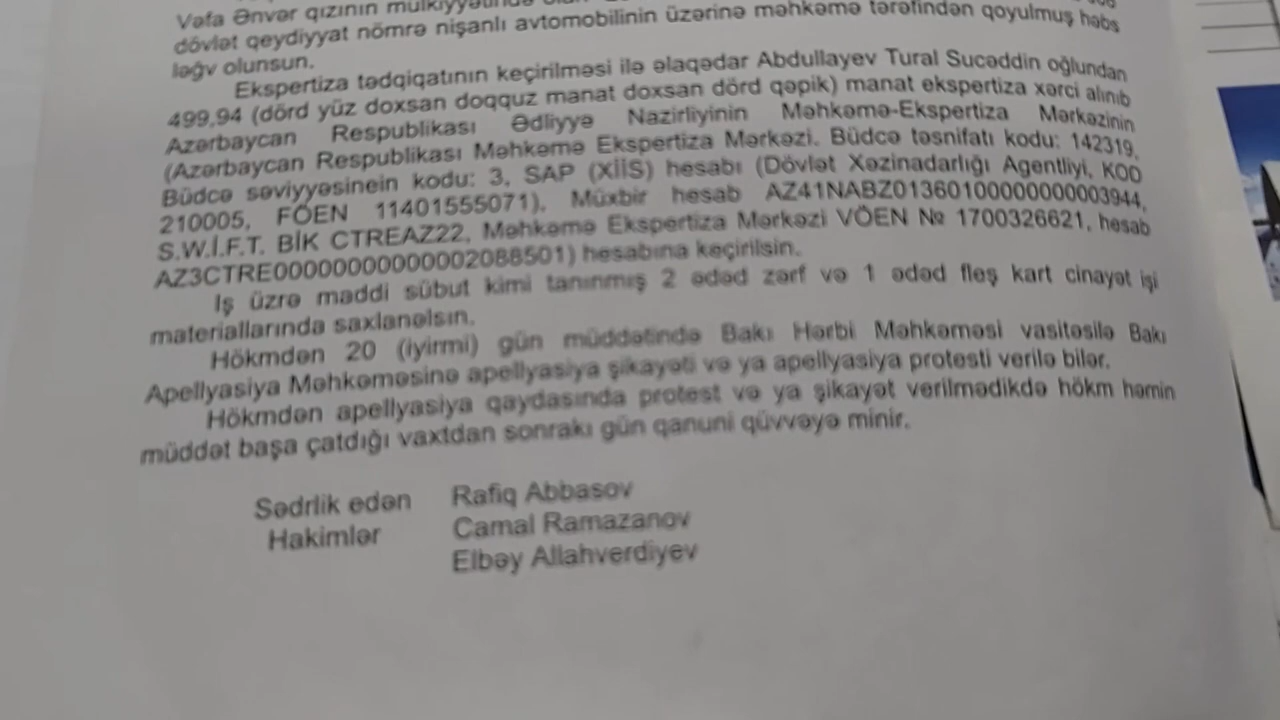 Vəfa Ənvər qızının mülkiyyətində
dövlət qeydiyyat nömrə nişanlı avtomobilinin üzərinə məhkəmə tərəfindən qoyulmuş həbs
ləğv olunsun.
Ekspertiza tədqiqatının keçirilməsi ilə əlaqədar Abdullayev Tural Sucəddin oğlundan
499,94 (dörd yüz doxsan doqquz manat doxsan dörd qəpik) manat ekspertiza xərci alınıb
Azərbaycan Respublikası Ədliyyə Nazirliyinin Məhkəmə-Ekspertiza Mərkəzinin
(Azərbaycan Respublikası Məhkəmə Ekspertiza Mərkəzi. Büdcə təsnifatı kodu: 142319,
Büdcə səviyyəsinein kodu: 3, SAP (XİİS) hesabı (Dövlət Xəzinadarlığı Agentliyi, KOD
210005, FÖEN 11401555071), Müxbir hesab AZ41NABZ01360100000000003944,
S.W.İ.F.T. BİK CTREAZ22, Məhkəmə Ekspertiza Mərkəzi VÖEN № 1700326621, hesab
AZ3CTRE00000000000002088501) hesabına keçirilsin.
Iş üzrə maddi sübut kimi tanınmış 2 ədəd zərf və 1 ədəd fleş kart cinayət işi
materiallarında saxlanəlsın.
Hökmdən 20 (iyirmi) gün müddətində Bakı Hərbi Məhkəməsi vasitəsilə Bakı
Apellyasiya Məhkəməsinə apellyasiya şikayəti və ya apellyasiya protesti verilə bilər.
Hökmdən apellyasiya qaydasında protest və ya şikayət verilmədikdə hökm həmin
müddət başa çatdığı vaxtdan sonrakı gün qanuni qüvvəyə minir.
Sədrlik edən Rafiq Abbasov
Hakimlər Camal Ramazanov
Elbəy Allahverdiyev